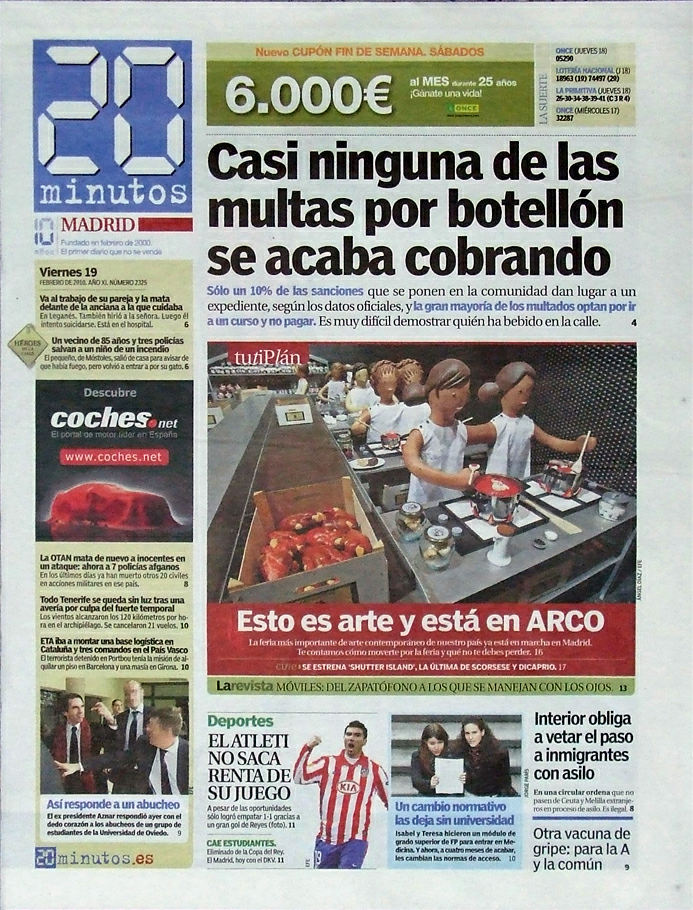 20
minutos
MADRID
Fundado en febrero de 2000.
El primer diario que no se vende
Viernes 19
FEBRERO DE 2010. AÑO XI. NÚMERO 2325
Nuevo CUPÓN FIN DE SEMANA. SÁBADOS
6.000€
al MES durante 25 años
¡Gánate una vida!
ONCE
LA SUERTE
ONCE (JUEVES 18)
05290
LOTERÍA NACIONAL (J 18)
18963 (19) 74497 (29)
LA PRIMITIVA (JUEVES 18)
26-30-34-38-39-41 (C 3 R 4)
ONCE (MIÉRCOLES 17)
32287
Casi ninguna de las
multas por botellón
se acaba cobrando
Sólo un 10% de las sanciones que se ponen en la comunidad dan lugar a un
expediente, según los datos oficiales, y la gran mayoría de los multados optan por ir
a un curso y no pagar. Es muy difícil demostrar quién ha bebido en la calle. 4
Va al trabajo de su pareja y la mata
delante de la anciana a la que cuidaba
En Leganés. También hirió a la señora. Luego él
intentó suicidarse. Está en el hospital. 6
HÉROES
Un vecino de 85 años y tres policías
salvan a un niño de un incendio
El pequeño, de Móstoles, salió de casa para avisar de
que había fuego, pero volvió a entrar a por su gato. 6
Descubre
coches.net
El portal de motor líder en España
www.coches.net
La OTAN mata de nuevo a inocentes en
un ataque: ahora a 7 policías afganos
En los últimos días ya han muerto otros 20 civiles
en acciones militares en ese país. 8
Todo Tenerife se queda sin luz tras una
avería por culpa del fuerte temporal
Los vientos alcanzaron los 120 kilómetros por ho-
ra en el archipiélago. Se cancelaron 21 vuelos. 10
ETA iba a montar una base logística en
Cataluña y tres comandos en el País Vasco
El terrorista detenido en Portbou tenía la misión de al-
quilar un piso en Barcelona y una masía en Girona. 10
Así responde a un abucheo
El ex presidente Aznar respondió ayer con el
dedo corazón a los abucheos de un grupo de
estudiantes de la Universidad de Oviedo. 9
20minutos.es
tutiPlán
ÁNGEL DÍAZ / EFE
Esto es arte y está en ARCO
La feria más importante de arte contemporáneo de nuestro país ya está en marcha en Madrid.
Te contamos cómo moverte por la feria y qué no te debes perder. 16
SE ESTRENA 'SHUTTER ISLAND', LA ÚLTIMA DE SCORSESE Y DICAPRIO. 17
Larevista MÓVILES: DEL ZAPATÓFONO A LOS QUE SE MANEJAN CON LOS OJOS. 13
Deportes
EL ATLETI
NO SACA
RENTA DE
SU JUEGO
A pesar de las oportunidades
sólo logró empatar 1-1 gracias a
un gran gol de Reyes (foto). 11
CAE ESTUDIANTES.
Eliminado de la Copa del Rey.
El Madrid, hoy con el DKV. 11
KIA
19
EFE
JORGE PARÍS
Un cambio normativo
las deja sin universidad
Isabel y Teresa hicieron un módulo de
grado superior de FP para entrar en Me-
dicina. Y ahora, a cuatro meses de acabar,
les cambian las normas de acceso. 10
Interior obliga
a vetar el paso
a inmigrantes
con asilo
En una circular ordena que no
pasen de Ceuta y Melilla extranje-
ros en proceso de asilo. Es ilegal. 8
Otra vacuna de
gripe: para la A
y la común 9